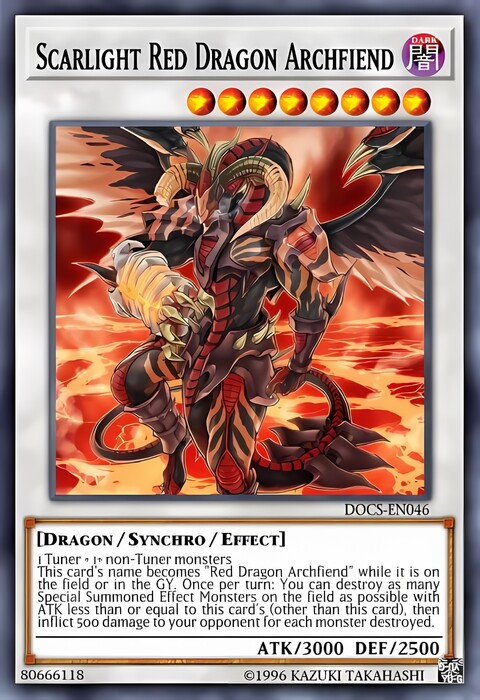 SCARLIGHT RED DRAGON ARCHFIEND
DARK
闇
DOCS-EN046
[DRAGON / SYNCHRO / EFFECT]
1 Tuner + 1+ non-Tuner monsters
This card's name becomes "Red Dragon Archfiend" while it is on
the field or in the GY. Once per turn: You can destroy as many
Special Summoned Effect Monsters on the field as possible with
ATK less than or equal to this card's (other than this card), then
inflict 500 damage to your opponent for each monster destroyed.
ATK/3000 DEF/2500
80666118
©1996 KAZUKI TAKAHASHI